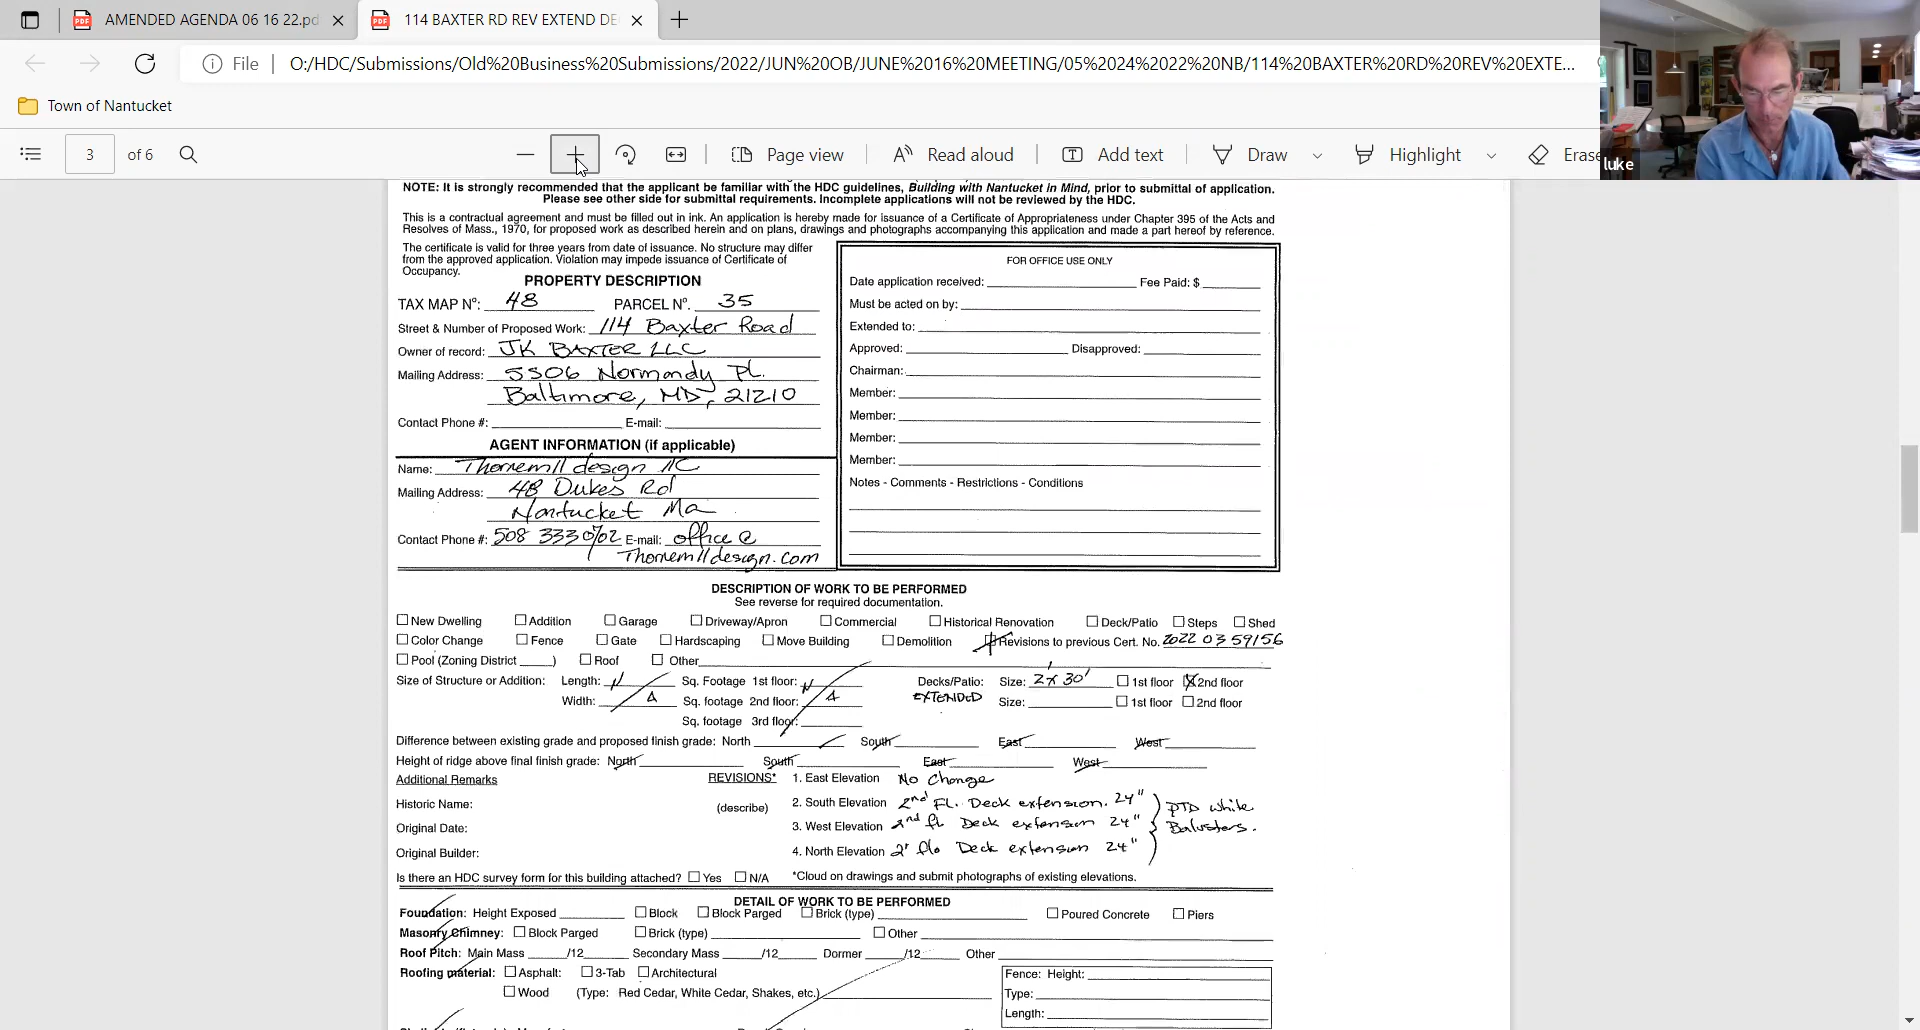 AMENDED AGENDA 06 16 22.pd
114 BAXTER RD REV EXTEND DE
File
O:/HDC/Submissions/Old%20Business%20Submissions/2022/JUN%20OB/JUNE%2016%20MEETING/05%2024%2022%20NB/114%20BAXTER%20RD%20REV%20EXTE...
Town of Nantucket
3 of 6
Page view
Read aloud
Add text
Draw
Highlight
Erase
luke
NOTE: It is strongly recommended that the applicant be familiar with the HDC guidelines, Building with Nantucket in Mind, prior to submittal of application.
Please see other side for submittal requirements. Incomplete applications will not be reviewed by the HDC.
This is a contractual agreement and must be filled out in ink. An application is hereby made for issuance of a Certificate of Appropriateness under Chapter 395 of the Acts and
Resolves of Mass., 1970, for proposed work as described herein and on plans, drawings and photographs accompanying this application and made a part hereof by reference.
The certificate is valid for three years from date of issuance. No structure may differ
from the approved application. Violation may impede issuance of Certificate of
Occupancy.
PROPERTY DESCRIPTION
TAX MAP Nº: 48 PARCEL Nº. 35
Street & Number of Proposed Work: 114 Baxter Road
Owner of record: JK BAXTER LLC
Mailing Address: 5506 Normandy PL.
Baltimore, MD, 21210
Contact Phone #: E-mail:
AGENT INFORMATION (if applicable)
Name: Thornemill design llC
Mailing Address: 48 Dukes Rd
Nantucket Ma
Contact Phone #: 508 333 0702 E-mail: office @
Thornemilldesign.com
FOR OFFICE USE ONLY
Date application received: Fee Paid: $
Must be acted on by:
Extended to:
Approved: Disapproved:
Chairman:
Member:
Member:
Member:
Member:
Notes - Comments - Restrictions - Conditions
DESCRIPTION OF WORK TO BE PERFORMED
See reverse for required documentation.
New Dwelling Addition Garage Driveway/Apron Commercial Historical Renovation Deck/Patio Steps Shed
Color Change Fence Gate Hardscaping Move Building Demolition Revisions to previous Cert. No. 2022 03 59156
Pool (Zoning District ) Roof Other
Size of Structure or Addition: Length: N Sq. Footage 1st floor: N Decks/Patio: Size: 2' x 30' 1st floor 2nd floor
Width: A Sq. footage 2nd floor: A EXTENDED Size: 1st floor 2nd floor
Sq. footage 3rd floor:
Difference between existing grade and proposed finish grade: North South East West
Height of ridge above final finish grade: North South East West
Additional Remarks REVISIONS* 1. East Elevation No Change
Historic Name: (describe) 2. South Elevation 2nd FL. Deck extension. 24" PTD white
Original Date: 3. West Elevation 2nd fl Deck extension 24" Balusters.
Original Builder: 4. North Elevation 2' flo Deck extension 24"
Is there an HDC survey form for this building attached? Yes N/A *Cloud on drawings and submit photographs of existing elevations.
DETAIL OF WORK TO BE PERFORMED
Foundation: Height Exposed Block Block Parged Brick (type) Poured Concrete Piers
Masonry Chimney: Block Parged Brick (type) Other
Roof Pitch: Main Mass /12 Secondary Mass /12 Dormer /12 Other
Roofing material: Asphalt: 3-Tab Architectural
Wood (Type: Red Cedar, White Cedar, Shakes, etc.)
Fence: Height:
Type:
Length: